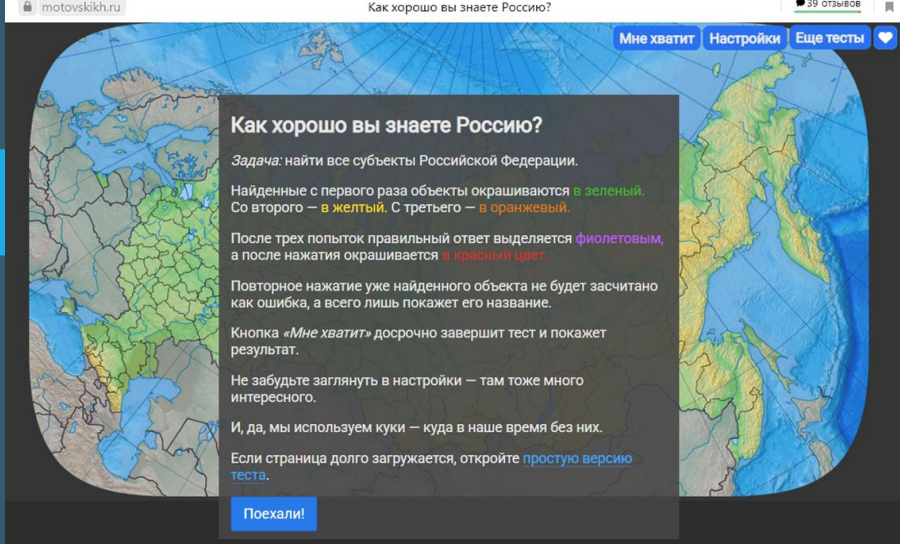 motovskikh.ru
Как хорошо вы знаете Россию?
39 отзывов
Мне хватит
Настройки
Еще тесты
Как хорошо вы знаете Россию?
Задача: найти все субъекты Российской Федерации.
Найденные с первого раза объекты окрашиваются в зеленый.
Со второго — в желтый. С третьего — в оранжевый.
После трех попыток правильный ответ выделяется фиолетовым,
а после нажатия окрашивается в красный цвет.
Повторное нажатие уже найденного объекта не будет засчитано
как ошибка, а всего лишь покажет его название.
Кнопка «Мне хватит» досрочно завершит тест и покажет
результат.
Не забудьте заглянуть в настройки — там тоже много
интересного.
И, да, мы используем куки — куда в наше время без них.
Если страница долго загружается, откройте простую версию
теста.
Поехали!